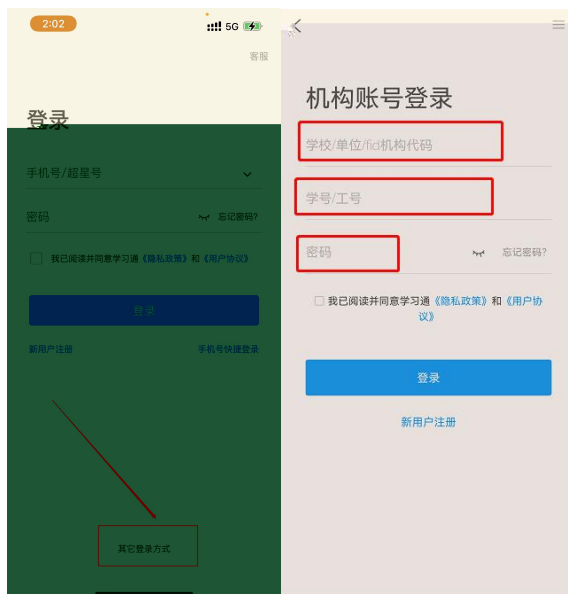 2:02
5G
客服
登录
手机号/超星号
密码
忘记密码?
我已阅读并同意学习通《隐私政策》和《用户协议》
登录
新用户注册
手机号快捷登录
其它登录方式
机构账号登录
学校/单位/fid机构代码
学号/工号
密码
忘记密码?
我已阅读并同意学习通《隐私政策》和《用户协
议》
登录
新用户注册